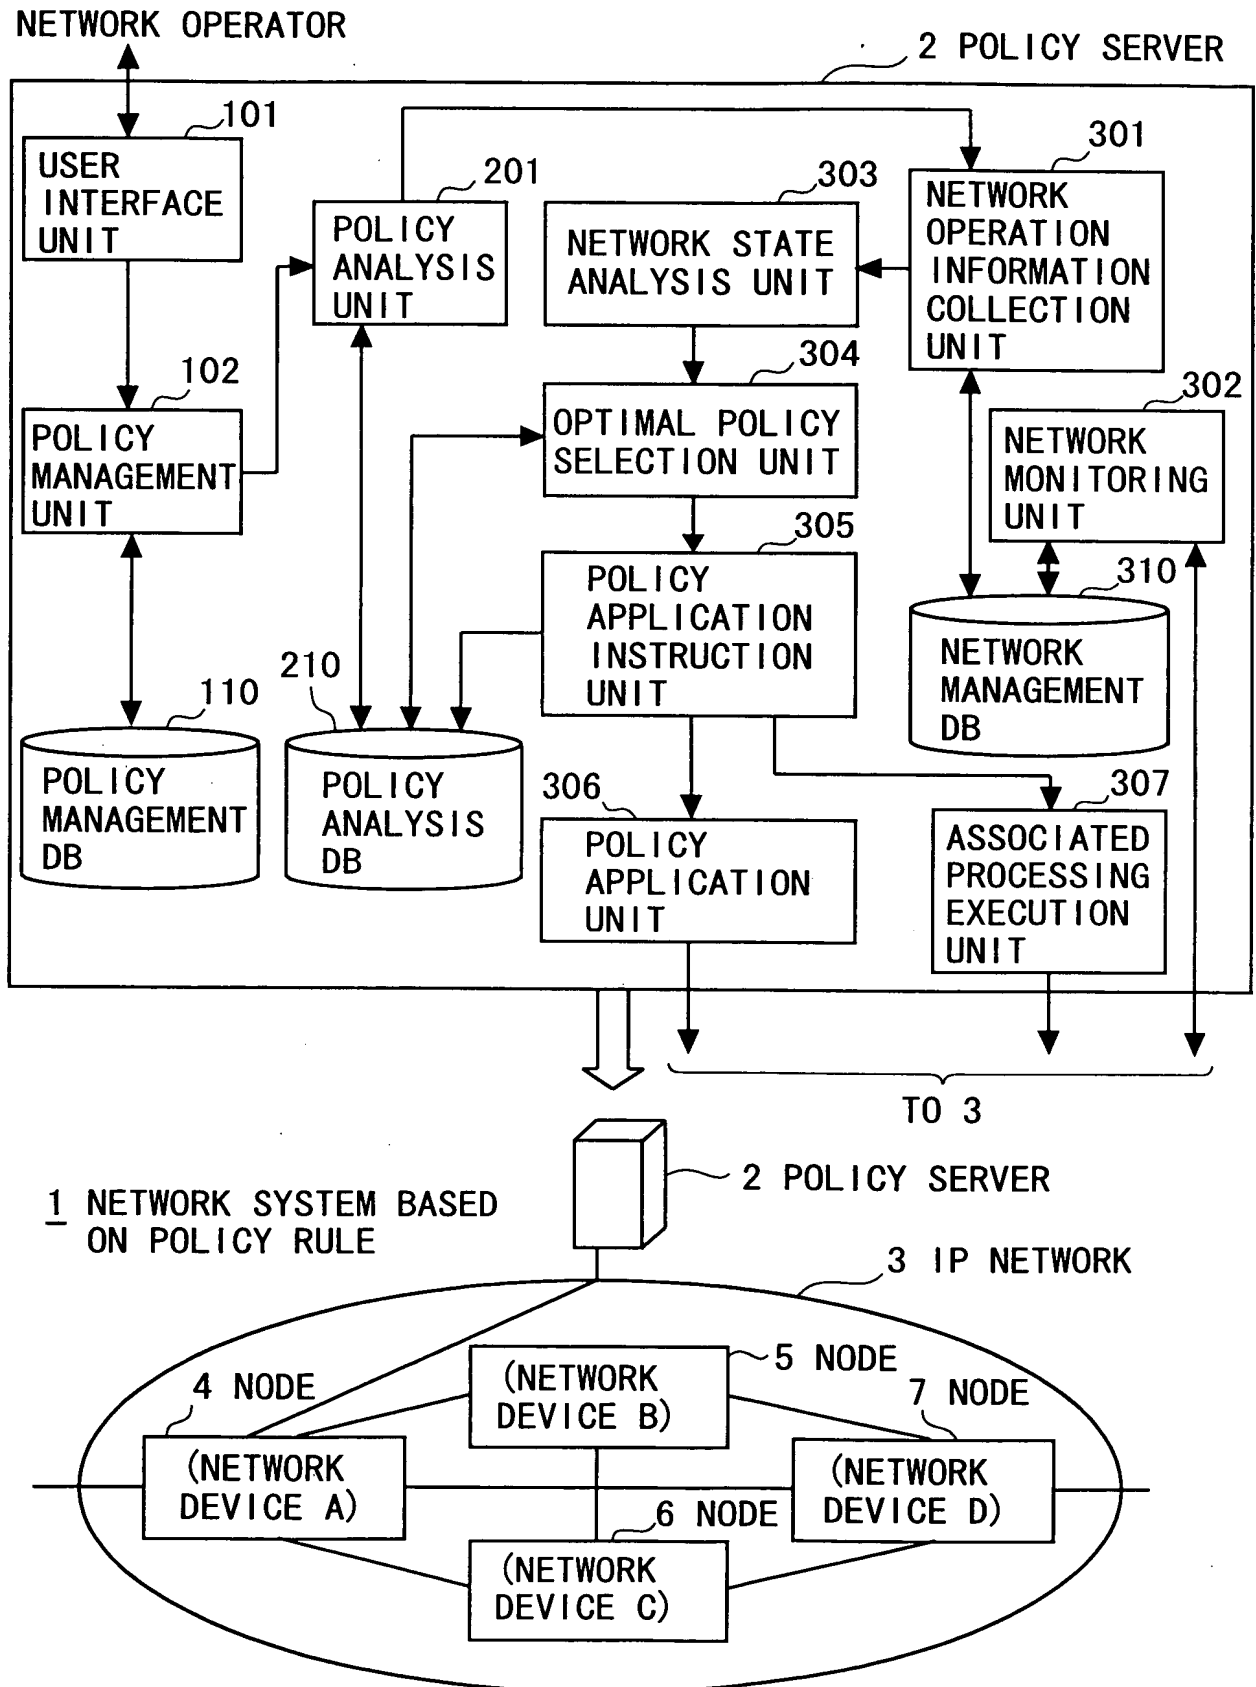 NETWORK OPERATOR
2 POLICY SERVER
101
USER
INTERFACE
UNIT
201
POLICY
ANALYSIS
UNIT
303
NETWORK STATE
ANALYSIS UNIT
301
NETWORK
OPERATION
INFORMATION
COLLECTION
UNIT
102
POLICY
MANAGEMENT
UNIT
304
OPTIMAL POLICY
SELECTION UNIT
302
NETWORK
MONITORING
UNIT
305
POLICY
APPLICATION
INSTRUCTION
UNIT
310
NETWORK
MANAGEMENT
DB
110
POLICY
MANAGEMENT
DB
210
POLICY
ANALYSIS
DB
306
POLICY
APPLICATION
UNIT
307
ASSOCIATED
PROCESSING
EXECUTION
UNIT
TO 3
2 POLICY SERVER
1 NETWORK SYSTEM BASED
ON POLICY RULE
3 IP NETWORK
4 NODE
(NETWORK
DEVICE A)
5 NODE
(NETWORK
DEVICE B)
7 NODE
(NETWORK
DEVICE D)
6 NODE
(NETWORK
DEVICE C)